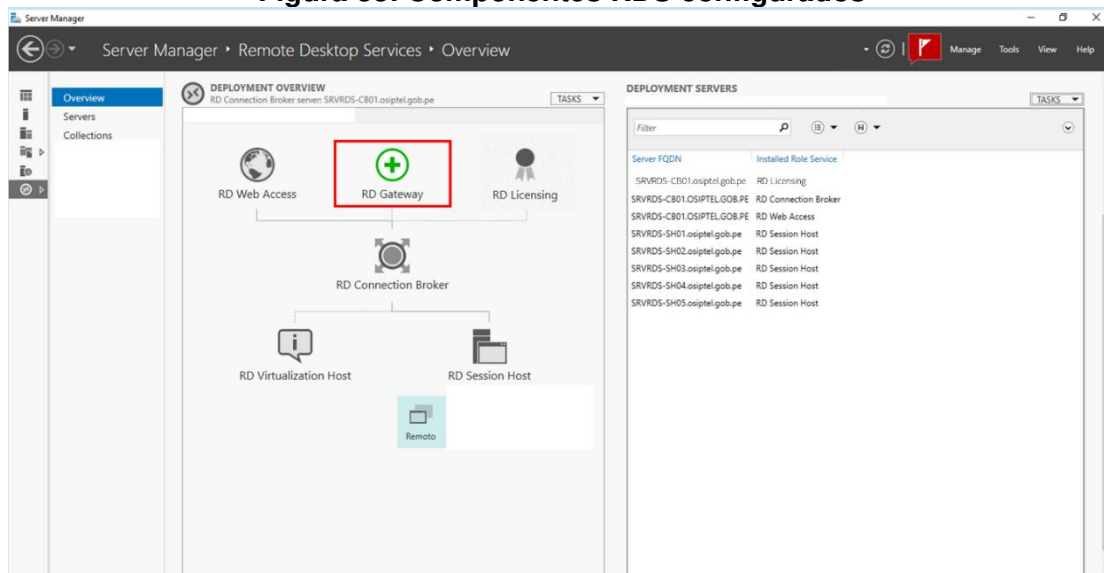 Figura 53. Componentes RDS configurados
Server Manager
Server Manager • Remote Desktop Services • Overview
Manage Tools View Help
Overview
Servers
Collections
DEPLOYMENT OVERVIEW
RD Connection Broker server: SRVRDS-CB01.osiptel.gob.pe
TASKS
RD Web Access
RD Gateway
RD Licensing
RD Connection Broker
RD Virtualization Host
RD Session Host
Remoto
DEPLOYMENT SERVERS
TASKS
Filter
Server FQDN Installed Role Service
SRVRDS-CB01.osiptel.gob.pe RD Licensing
SRVRDS-CB01.OSIPTEL.GOB.PE RD Connection Broker
SRVRDS-CB01.OSIPTEL.GOB.PE RD Web Access
SRVRDS-SH01.osiptel.gob.pe RD Session Host
SRVRDS-SH02.osiptel.gob.pe RD Session Host
SRVRDS-SH03.osiptel.gob.pe RD Session Host
SRVRDS-SH04.osiptel.gob.pe RD Session Host
SRVRDS-SH05.osiptel.gob.pe RD Session Host